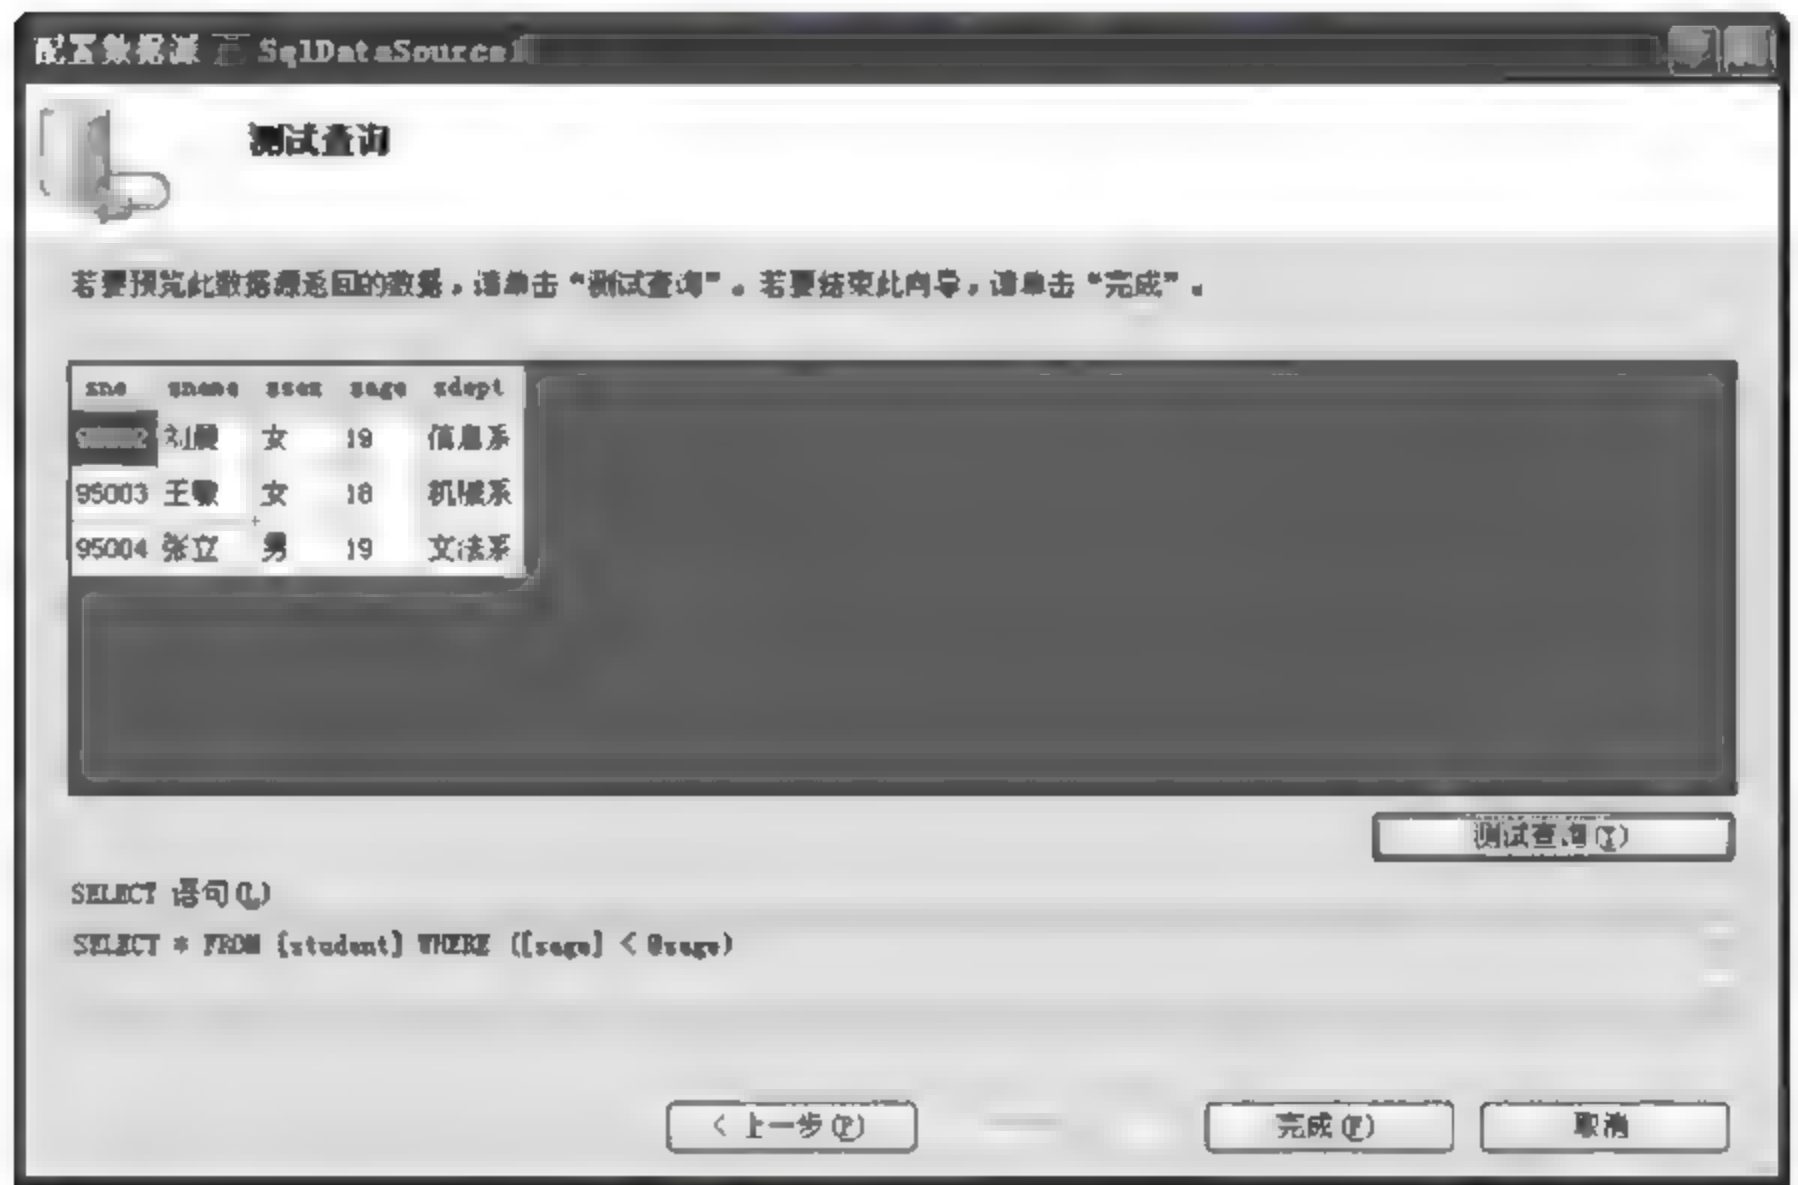 配置数据源 - SqlDataSource1
测试查询
若要预览此数据源返回的数据，请单击“测试查询”。若要结束此向导，请单击“完成”。
sno sname ssex sage sdept
刘晨 女 19 信息系
95003 王敏 女 18 机械系
95004 张立 男 19 文法系
测试查询(T)
SELECT 语句(L)
SELECT * FROM [student] WHERE ([sage] < @sage)
< 上一步(P)
完成(F)
取消